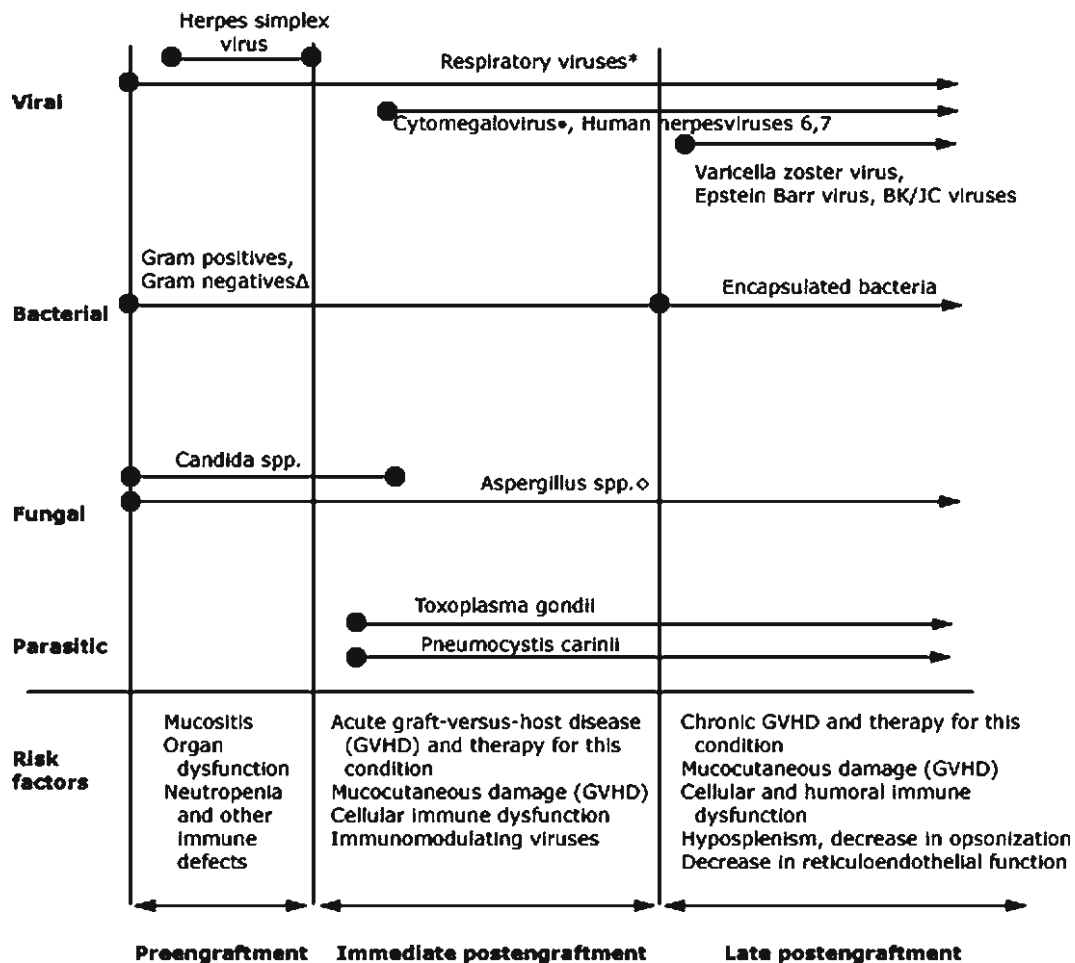 Herpes simplex
virus
Respiratory viruses*
Viral
Cytomegalovirus•, Human herpesviruses 6,7
Varicella zoster virus,
Epstein Barr virus, BK/JC viruses
Gram positives,
Gram negativesΔ
Encapsulated bacteria
Bacterial
Candida spp.
Aspergillus spp.◇
Fungal
Toxoplasma gondii
Parasitic
Pneumocystis carinii
Risk
factors
Mucositis
Organ
dysfunction
Neutropenia
and other
immune
defects
Acute graft-versus-host disease
(GVHD) and therapy for this
condition
Mucocutaneous damage (GVHD)
Cellular immune dysfunction
Immunomodulating viruses
Chronic GVHD and therapy for this
condition
Mucocutaneous damage (GVHD)
Cellular and humoral immune
dysfunction
Hyposplenism, decrease in opsonization
Decrease in reticuloendothelial function
Preengraftment
Immediate postengraftment
Late postengraftment